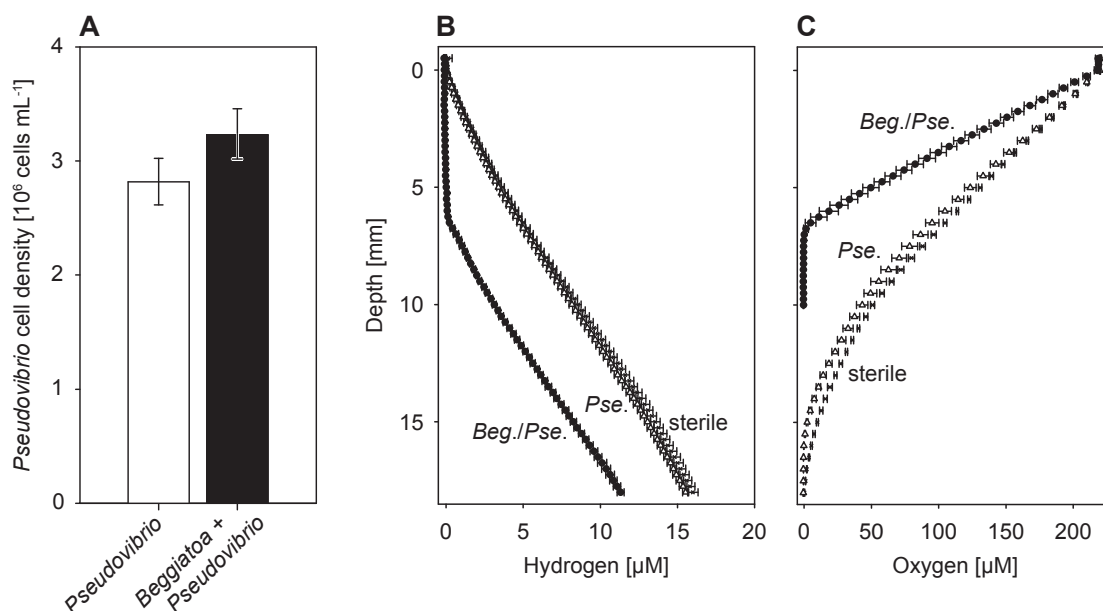 A
Pseudovibrio cell density [10⁶ cells mL⁻¹]
4
3
2
1
0
Pseudovibrio
Beggiatoa +
Pseudovibrio
B
Depth [mm]
0
5
10
15
Pse.
sterile
Beg./Pse.
0 5 10 15 20
Hydrogen [µM]
C
Beg./Pse.
Pse.
sterile
0 50 100 150 200
Oxygen [µM]